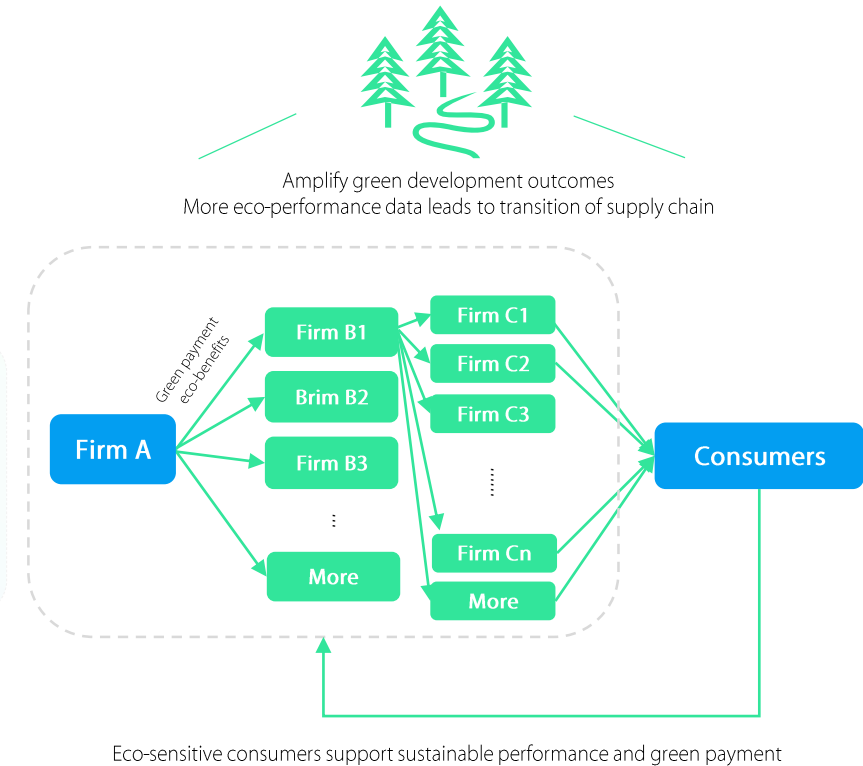 Amplify green development outcomes
More eco-performance data leads to transition of supply chain
Green payment
eco-benefits
Firm A
Firm B1
Brim B2
Firm B3
...
More
Firm C1
Firm C2
Firm C3
......
Firm Cn
More
Consumers
Eco-sensitive consumers support sustainable performance and green payment